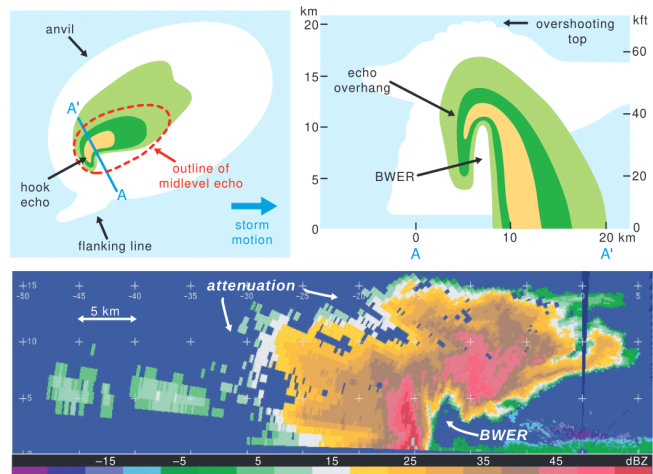 anvil
A'
hook
echo
A
outline of
midlevel echo
storm
motion
flanking line
km
20
15
10
5
0
overshooting
top
echo
overhang
BWER
kft
60
40
20
0
0
10
20 km
A
A'
15
-50
-45
-40
-35
-30
-25
-20
-15
5
attenuation
5 km
10
5
BWER
-15
-5
5
15
25
35
45
dBZ